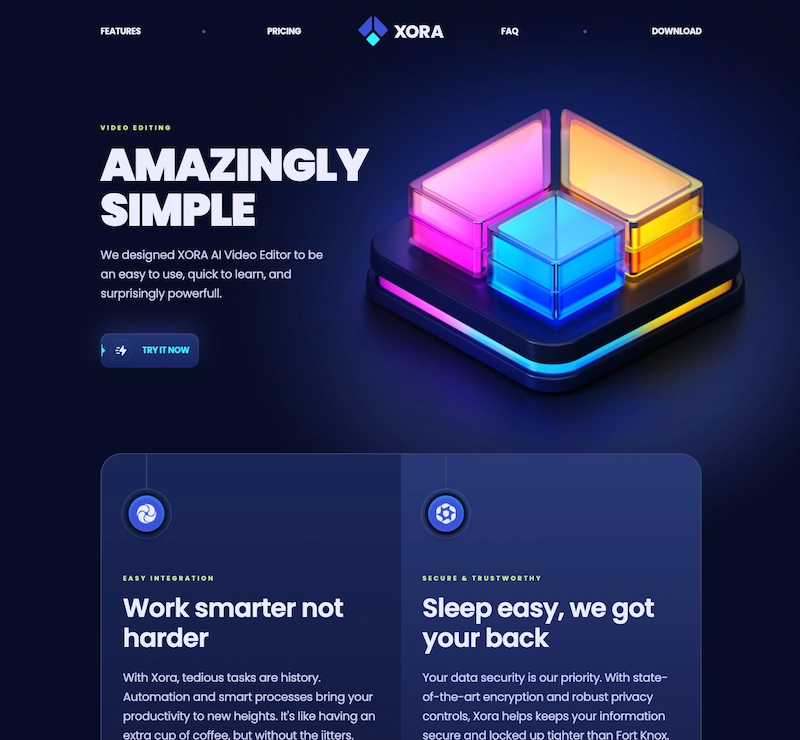 FEATURES
PRICING
XORA
FAQ
DOWNLOAD
VIDEO EDITING
AMAZINGLY
SIMPLE
We designed XORA AI Video Editor to be
an easy to use, quick to learn, and
surprisingly powerfull.
TRY IT NOW
EASY INTEGRATION
Work smarter not
harder
With Xora, tedious tasks are history.
Automation and smart processes bring your
productivity to new heights. It's like having an
extra cup of coffee, but without the jitters.
SECURE & TRUSTWORTHY
Sleep easy, we got
your back
Your data security is our priority. With state-
of-the-art encryption and robust privacy
controls, Xora helps keeps your information
secure and locked up tighter than Fort Knox.